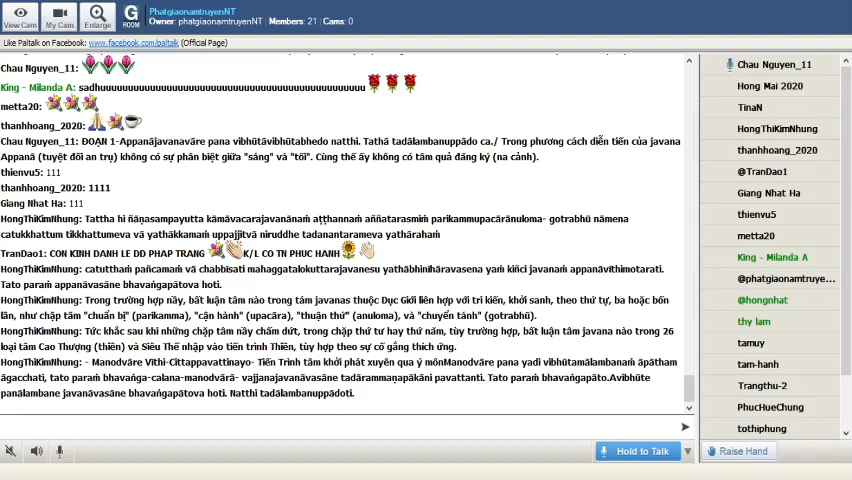 PhatgiaonamtruyenNT
Owner: phatgiaonamtruyenNT | Members: 21 | Cams: 0
View Cam
My Cam
Enlarge
G
ROOM
Like Paltalk on Facebook: www.facebook.com/paltalk (Official Page)
Chau Nguyen_11:
King - Milanda A: sadhuuuuuuuuuuuuuuuuuuuuuuuuuuuuuuuuuuuuuuuuuuuuuuuuu
metta20:
thanhhoang_2020:
Chau Nguyen_11: ĐOẠN 1-Appanājavanavāre pana vibhūtāvibhūtabhedo natthi. Tathā tadālambanuppādo ca./ Trong phương cách diễn tiến của javana
Appanā (tuyệt đối an trụ) không có sự phân biệt giữa "sáng" và "tối". Cùng thế ấy không có tâm quả đăng ký (na cảnh).
thienvu5: 111
thanhhoang_2020: 1111
Giang Nhat Ha: 111
HongThiKimNhung: Tattha hi ñāṇasampayutta kāmāvacarajavanānaṁ aṭṭhannaṁ aññatarasmiṁ parikammupacārānuloma- gotrabhū nāmena
catukkhattum tikkhattumeva vā yathākkamaṁ uppajjitvā niruddhe tadanantarameva yathārahaṁ
TranDao1: CON KINH DANH LE DD PHAP TRANG K/L CO TN PHUC HANH
HongThiKimNhung: catutthaṁ pañcamaṁ vā chabbīsati mahaggatalokuttarajavanesu yathābhinīhāravasena yaṁ kiñci javanaṁ appanāvīthimotarati.
Tato paraṁ appanāvasāne bhavaṅgapātova hoti.
HongThiKimNhung: Trong trường hợp nầy, bất luận tâm nào trong tám javanas thuộc Dục Giới liên hợp với tri kiến, khởi sanh, theo thứ tự, ba hoặc bốn
lần, như chặp tâm "chuẩn bị" (parikamma), "cận hành" (upacāra), "thuận thứ" (anuloma), và "chuyển tánh" (gotrabhū).
HongThiKimNhung: Tức khắc sau khi những chặp tâm nầy chấm dứt, trong chặp thứ tư hay thứ năm, tùy trường hợp, bất luận tâm javana nào trong 26
loại tâm Cao Thượng (thiền) và Siêu Thế nhập vào tiến trình Thiền, tùy hợp theo sự cố gắng thích ứng.
HongThiKimNhung: - Manodvāre Vīthi-Cittappavattinayo- Tiến Trình tâm khởi phát xuyên qua ý mônManodvāre pana yadi vibhūtamālambanaṁ āpātham
āgacchati, tato paraṁ bhavaṅga-calana-manodvārā- vajjanajavanāvasāne tadārammaṇapākāni pavattanti. Tato paraṁ bhavaṅgapāto.Avibhūte
panālambane javanāvasāne bhavaṅgapātova hoti. Natthi tadālambanuppādoti.
Hold to Talk
Chau Nguyen_11
Hong Mai 2020
TinaN
HongThiKimNhung
thanhhoang_2020
@TranDao1
Giang Nhat Ha
thienvu5
metta20
King - Milanda A
@phatgiaonamtruye...
@hongnhat
thy lam
tamuy
tam-hanh
Trangthu-2
PhucHueChung
tothiphung
Raise Hand